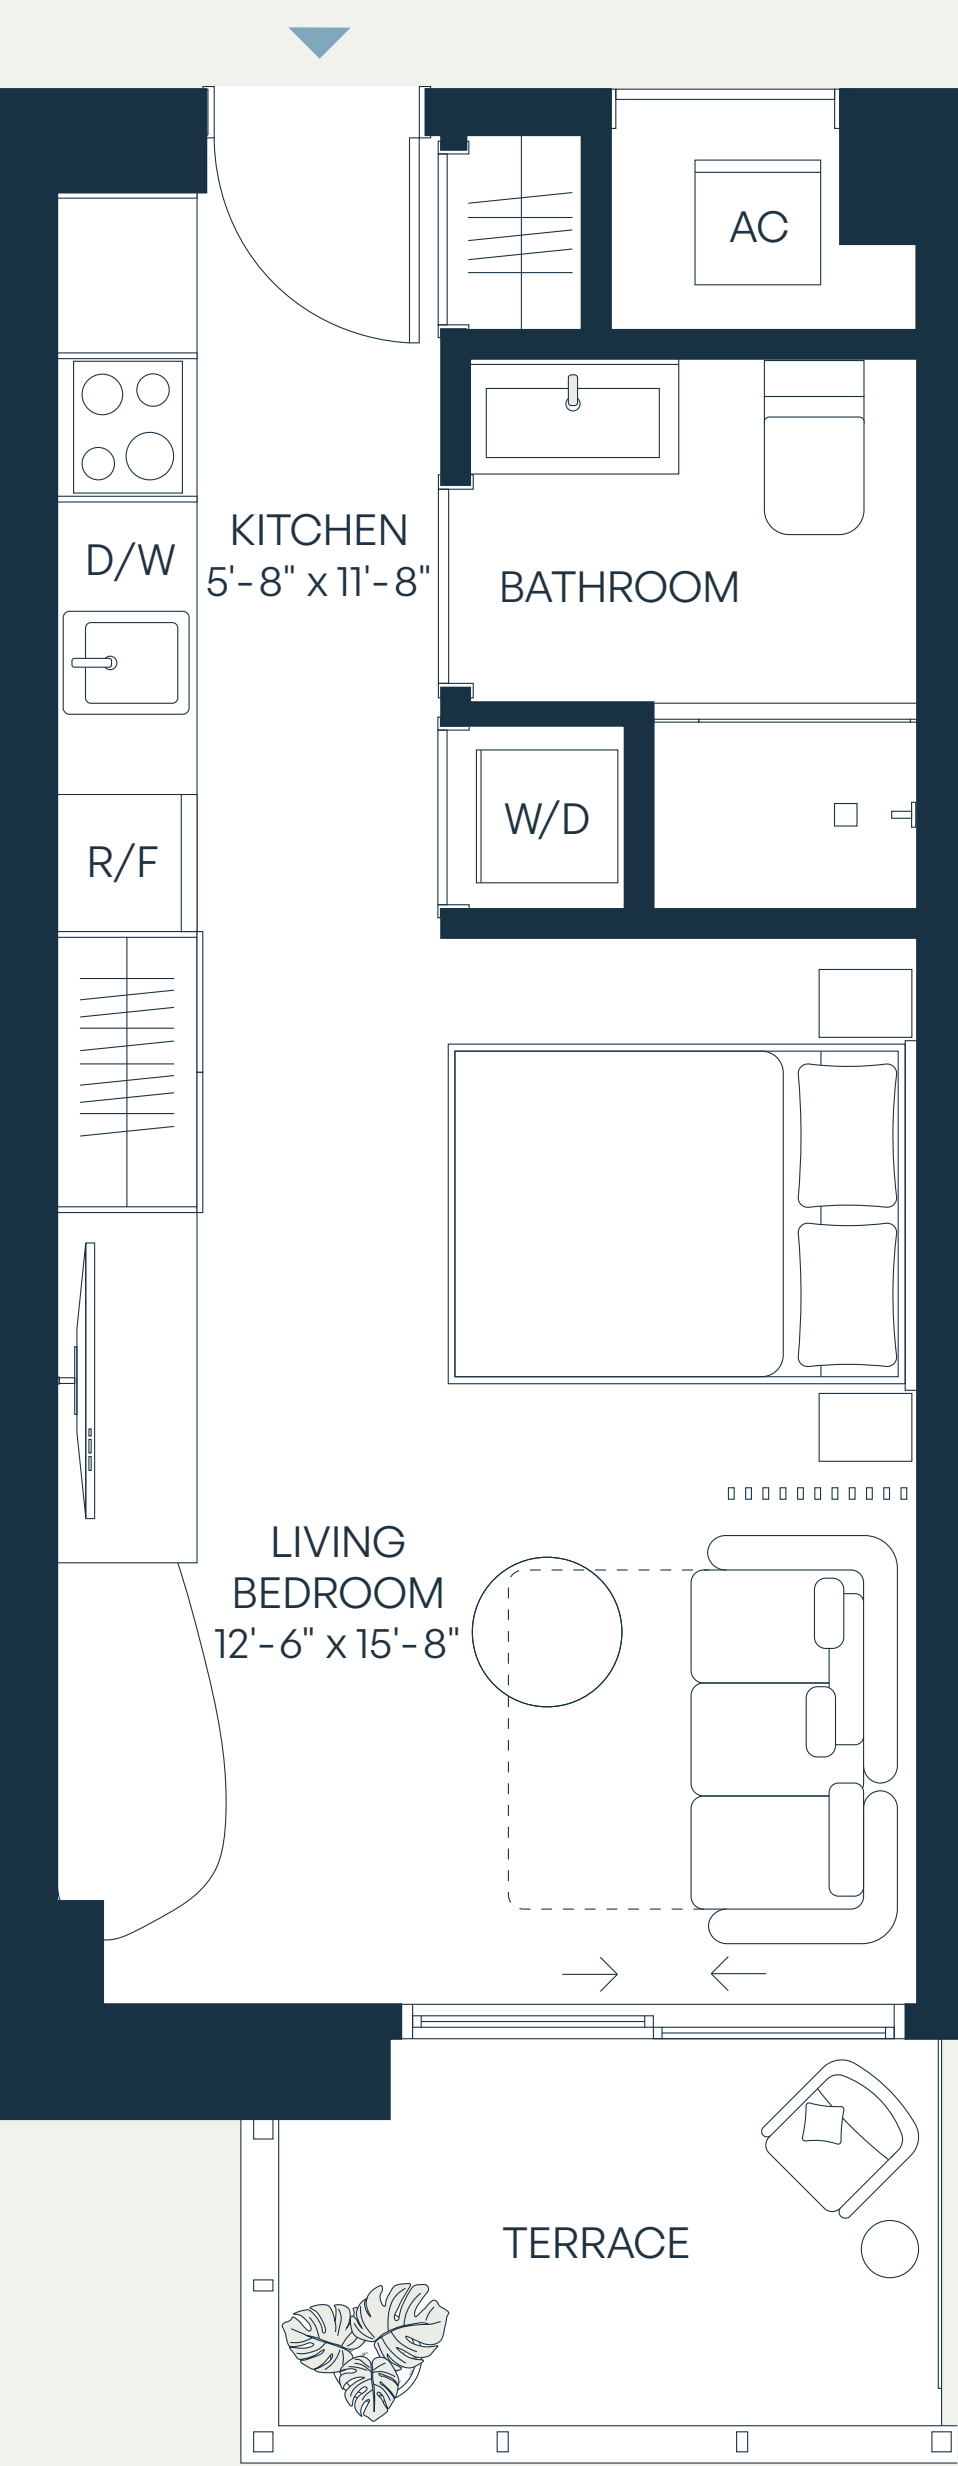 AC
KITCHEN
5'-8" x 11'-8"
D/W
BATHROOM
W/D
R/F
LIVING
BEDROOM
12'-6" x 15'-8"
TERRACE